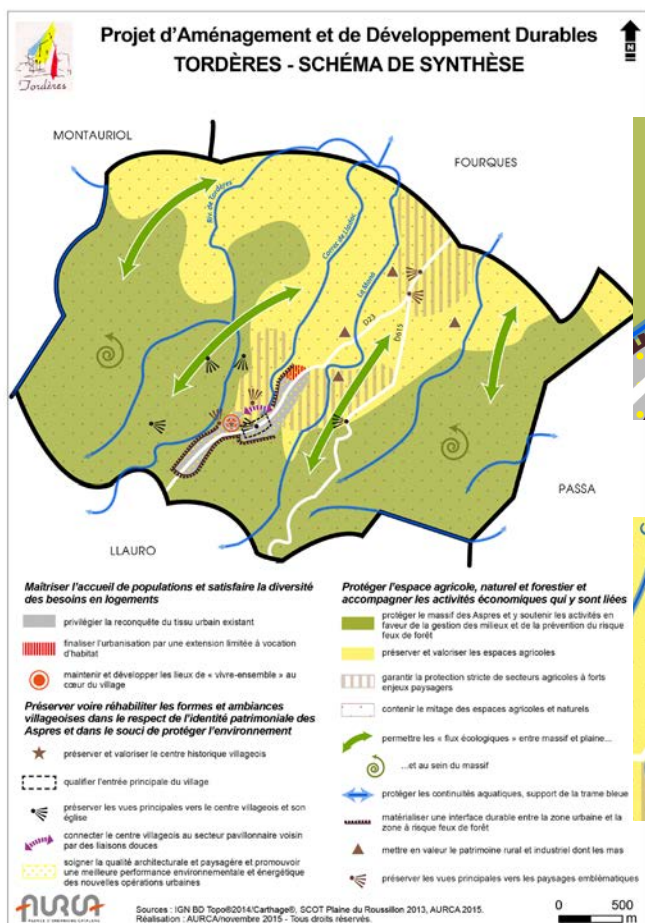 Projet d'Aménagement et de Développement Durables
TORDÈRES - SCHÉMA DE SYNTHÈSE
Tordères
N
MONTAURIOL
FOURQUES
Riv. de Tordères
Correc de Lladac
La Mona
D23
D615
PASSA
LLAURO
Maîtriser l'accueil de populations et satisfaire la diversité
des besoins en logements
privilégier la reconquête du tissu urbain existant
finaliser l'urbanisation par une extension limitée à vocation
d'habitat
maintenir et développer les lieux de « vivre-ensemble » au
cœur du village
Préserver voire réhabiliter les formes et ambiances
villageoises dans le respect de l'identité patrimoniale des
Aspres et dans le souci de protéger l'environnement
préserver et valoriser le centre historique villageois
qualifier l'entrée principale du village
préserver les vues principales vers le centre villageois et son
église
connecter le centre villageois au secteur pavillonnaire voisin
par des liaisons douces
soigner la qualité architecturale et paysagère et promouvoir
une meilleure performance environnementale et énergétique
des nouvelles opérations urbaines
Protéger l'espace agricole, naturel et forestier et
accompagner les activités économiques qui y sont liées
protéger le massif des Aspres et y soutenir les activités en
faveur de la gestion des milieux et de la prévention du risque
feux de forêt
préserver et valoriser les espaces agricoles
garantir la protection stricte de secteurs agricoles à forts
enjeux paysagers
contenir le mitage des espaces agricoles et naturels
permettre les « flux écologiques » entre massif et plaine...
...et au sein du massif
protéger les continuités aquatiques, support de la trame bleue
matérialiser une interface durable entre la zone urbaine et la
zone à risque feux de forêt
mettre en valeur le patrimoine rural et industriel dont les mas
préserver les vues principales vers les paysages emblématiques
AURCA
AGENCE D'URBANISME CATALANE
Sources : IGN BD Topo®2014/Carthage®, SCOT Plaine du Roussillon 2013, AURCA 2015.
Réalisation : AURCA/novembre 2015 - Tous droits réservés.
0 500
m